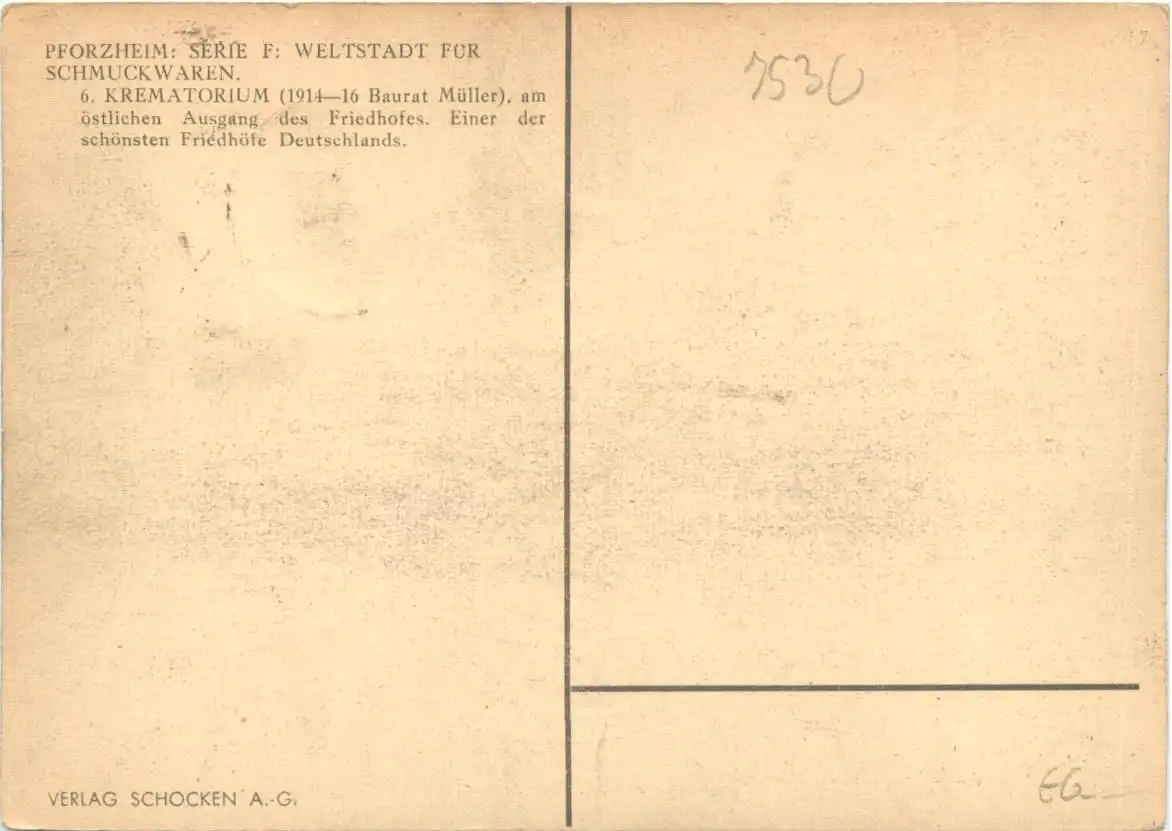 PFORZHEIM: SERIE F: WELTSTADT FÜR
SCHMUCKWAREN.
6. KREMATORIUM (1914—16 Baurat Müller), am
östlichen Ausgang des Friedhofes. Einer der
schönsten Friedhöfe Deutschlands.
7530
VERLAG SCHOCKEN A.-G.